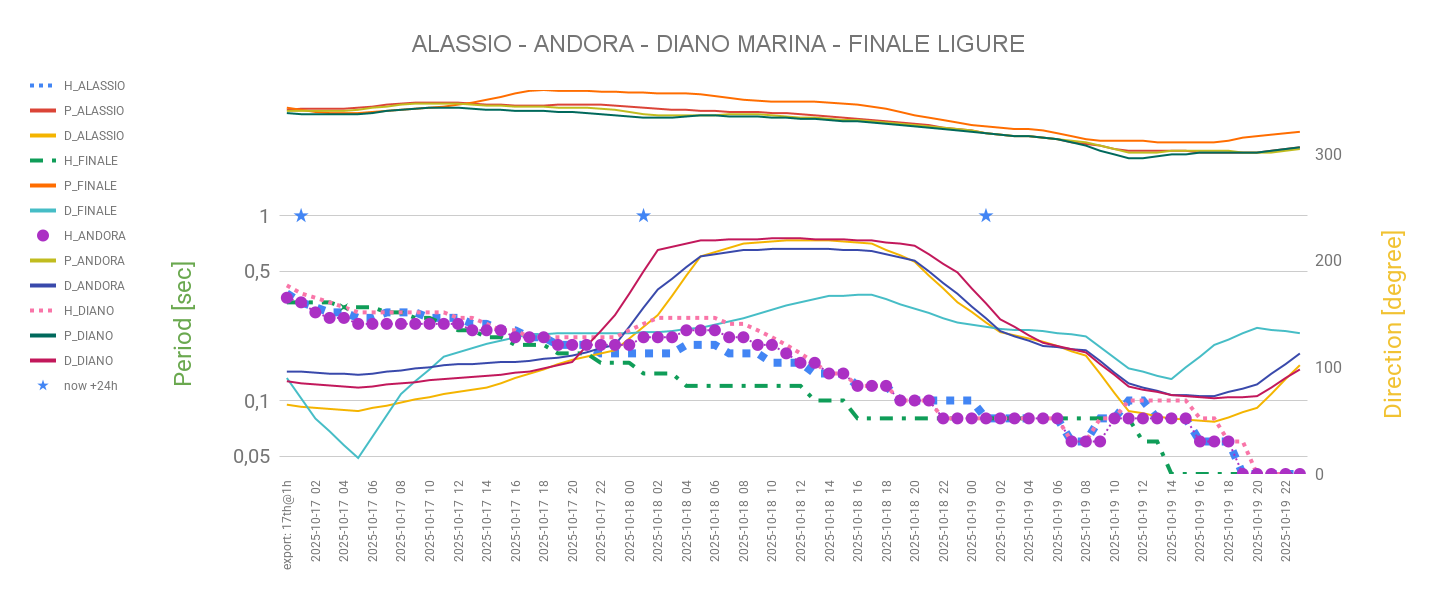 ALASSIO - ANDORA - DIANO MARINA - FINALE LIGURE
H_ALASSIO
P_ALASSIO
D_ALASSIO
H_FINALE
P_FINALE
D_FINALE
H_ANDORA
P_ANDORA
D_ANDORA
H_DIANO
P_DIANO
D_DIANO
now +24h
Period [sec]
1
0,5
0,1
0,05
300
200
100
0
Direction [degree]
export: 17th@1h
2025-10-17 02
2025-10-17 04
2025-10-17 06
2025-10-17 08
2025-10-17 10
2025-10-17 12
2025-10-17 14
2025-10-17 16
2025-10-17 18
2025-10-17 20
2025-10-17 22
2025-10-18 00
2025-10-18 02
2025-10-18 04
2025-10-18 06
2025-10-18 08
2025-10-18 10
2025-10-18 12
2025-10-18 14
2025-10-18 16
2025-10-18 18
2025-10-18 20
2025-10-18 22
2025-10-19 00
2025-10-19 02
2025-10-19 04
2025-10-19 06
2025-10-19 08
2025-10-19 10
2025-10-19 12
2025-10-19 14
2025-10-19 16
2025-10-19 18
2025-10-19 20
2025-10-19 22